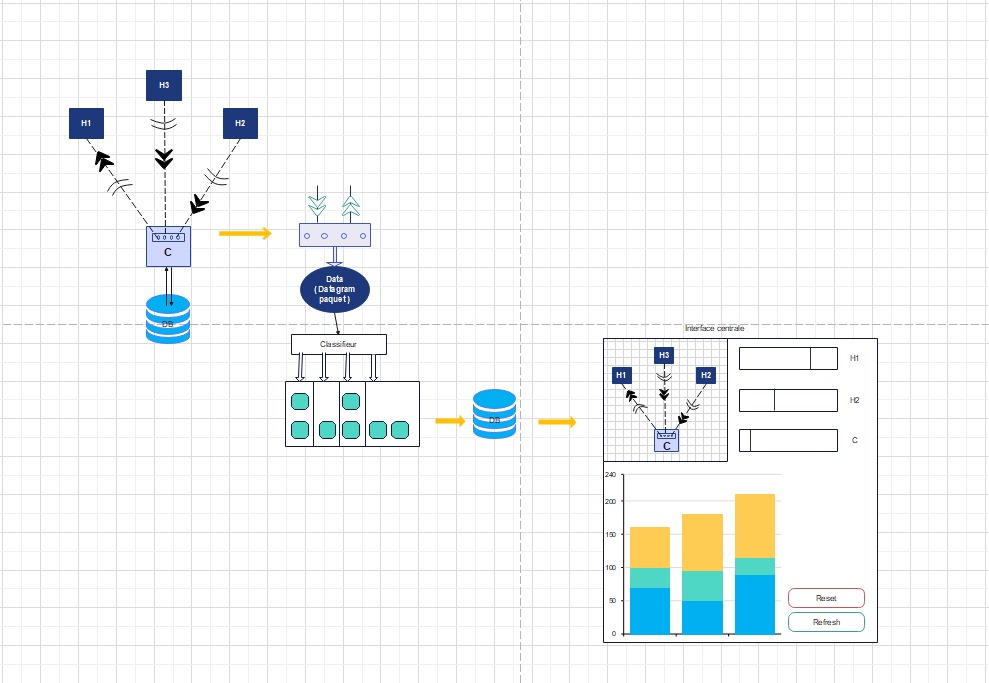 H3
H1
H2
C
DB
Data
(Datagram
paquet)
Classifieur
DB
Interface centrale
H3
H1
H2
C
H1
H2
C
240
200
150
100
50
0
Reset
Refresh